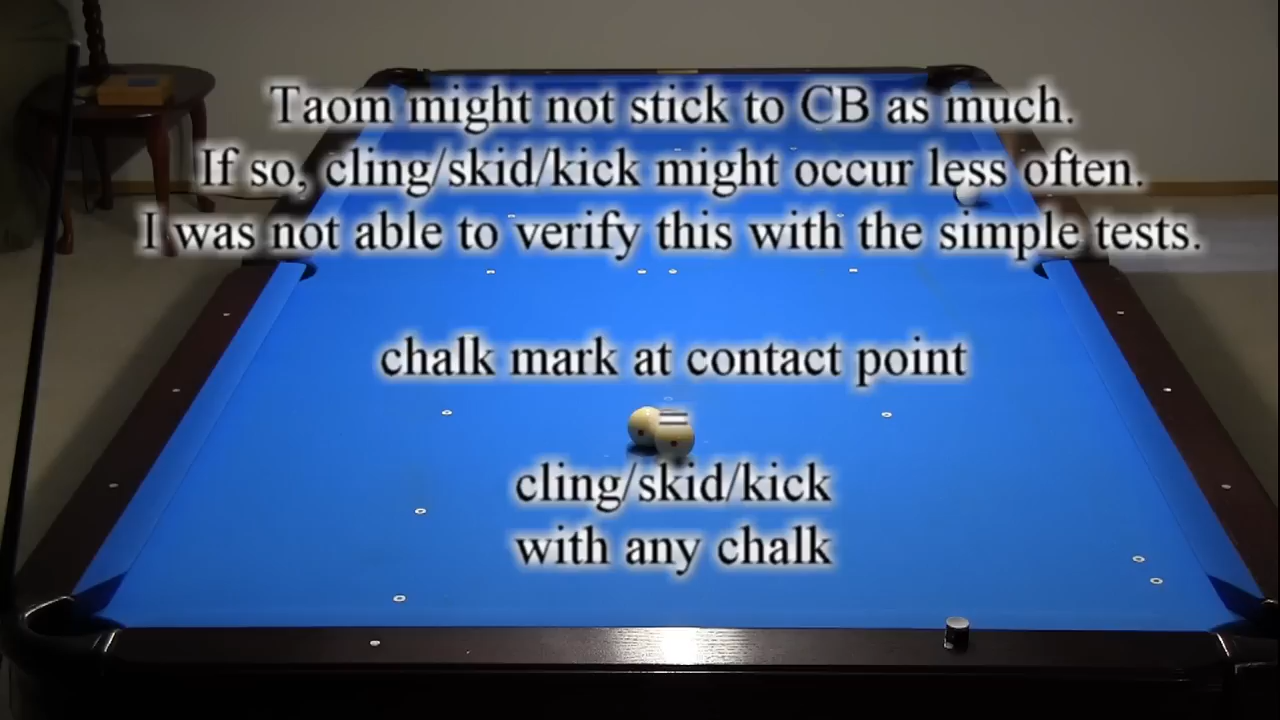 Taom might not stick to CB as much.
If so, cling/skid/kick might occur less often.
I was not able to verify this with the simple tests.
chalk mark at contact point
cling/skid/kick
with any chalk